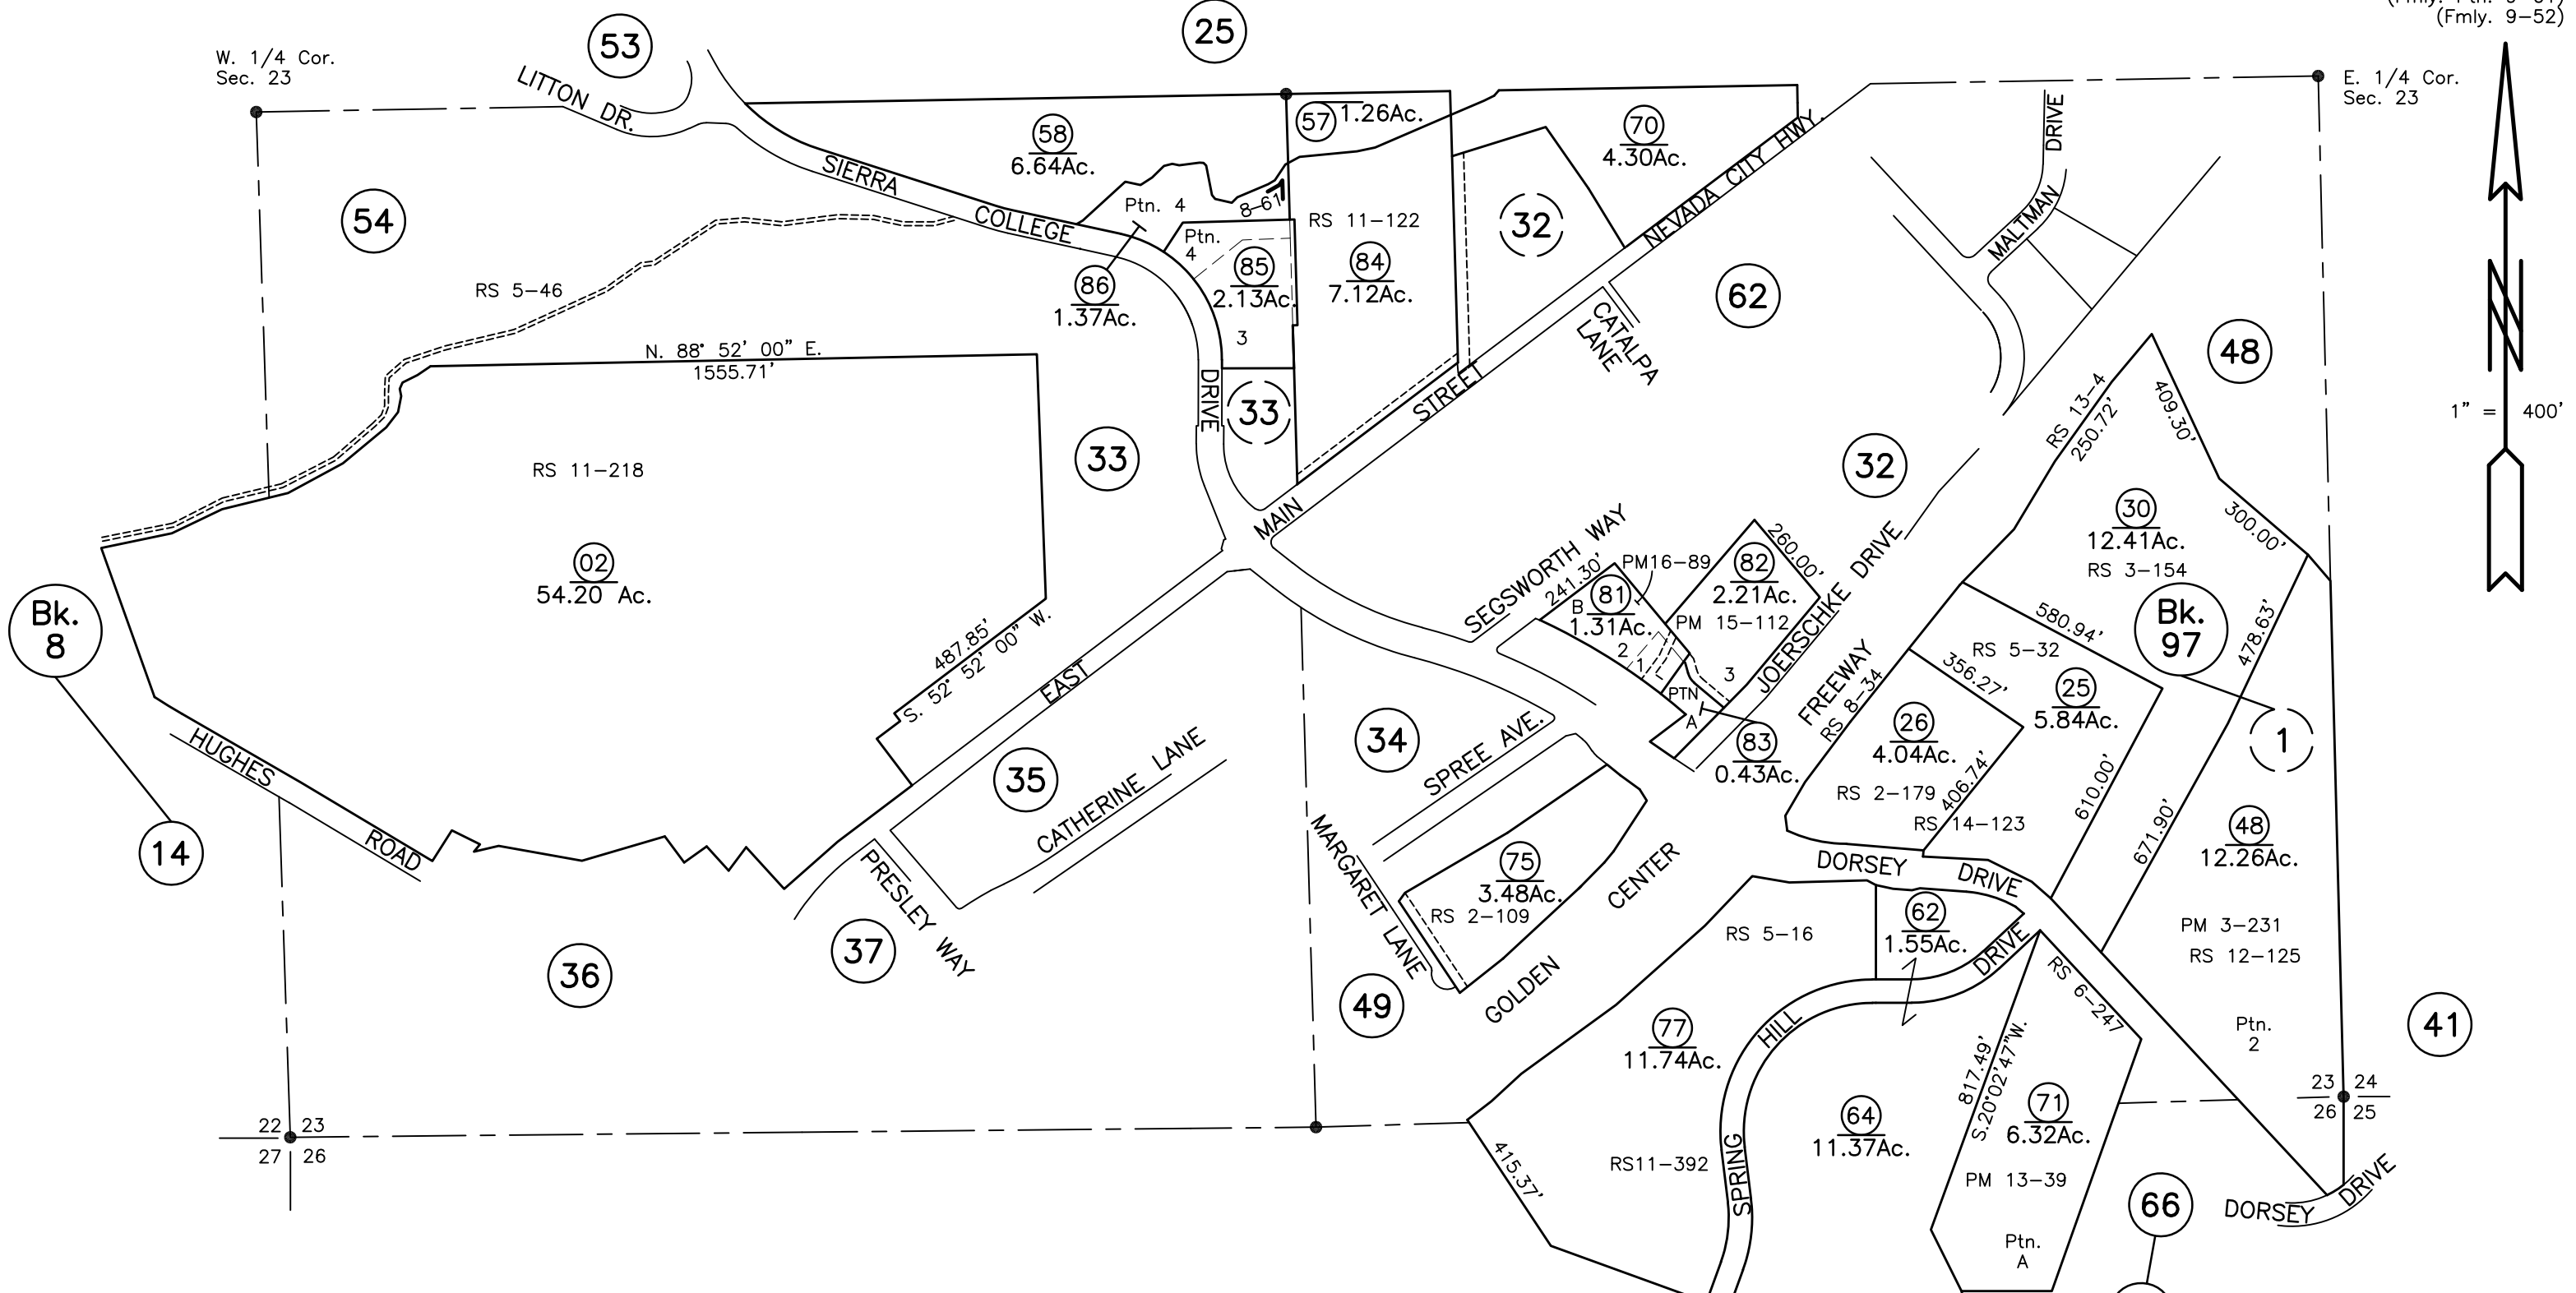 (Fmly. 9-52)
W. 1/4 Cor.
Sec. 23
53
25
E. 1/4 Cor.
Sec. 23
LITTON DR.
54
58
6.64Ac.
57
1.26Ac.
70
4.30Ac.
SIERRA
COLLEGE
DRIVE
Ptn. 4
8-61
Ptn.
4
RS 11-122
32
NEVADA CITY HWY.
MALTMAN
DRIVE
86
1.37Ac.
85
2.13Ac.
3
84
7.12Ac.
62
CATALPA
LANE
48
RS 5-46
N. 88° 52' 00" E.
1555.71'
33
33
STREET
MAIN
EAST
1" = 400'
RS 11-218
02
54.20 Ac.
487.85'
S. 52° 52' 00" W.
32
RS 13-4
250.72'
409.30'
300.00'
30
12.41Ac.
RS 3-154
SEGSWORTH WAY
241.30'
PM16-89
B
81
1.31Ac.
2
1
260.00'
82
2.21Ac.
PM 15-112
3
PTN
A
83
0.43Ac.
JOERSCHKE DRIVE
FREEWAY
RS 8-34
580.94'
RS 5-32
356.27'
25
5.84Ac.
26
4.04Ac.
RS 2-179
406.74'
RS 14-123
610.00'
478.63'
671.90'
Bk.
97
1
Bk.
8
14
HUGHES
ROAD
35
CATHERINE LANE
PRESLEY WAY
37
36
34
SPREE AVE.
MARGARET LANE
75
3.48Ac.
RS 2-109
49
GOLDEN
CENTER
DORSEY
DRIVE
48
12.26Ac.
PM 3-231
RS 12-125
Ptn.
2
41
RS 5-16
62
1.55Ac.
DRIVE
HILL
SPRING
77
11.74Ac.
RS11-392
415.37'
64
11.37Ac.
817.49'
S.20°02'47"W.
RS 6-247
71
6.32Ac.
PM 13-39
Ptn.
A
66
DORSEY
DRIVE
22 23
27 26
23 24
26 25